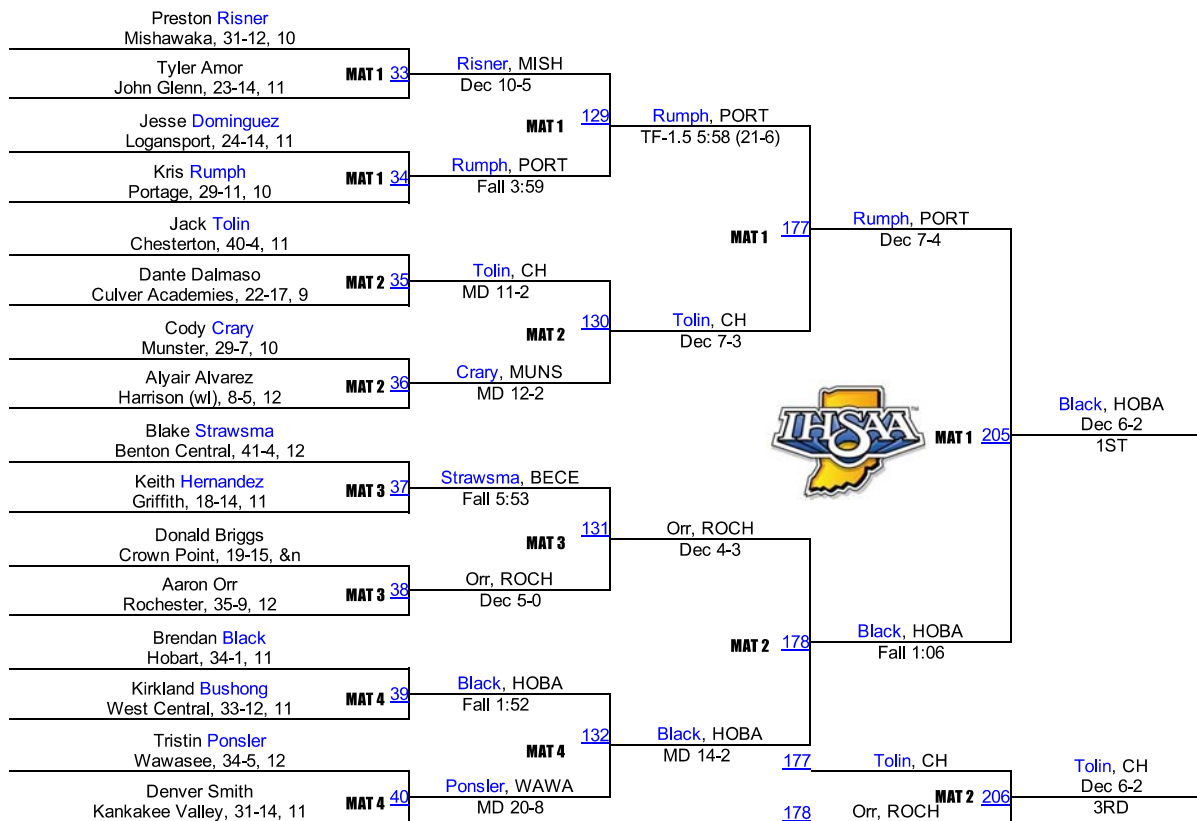 Preston Risner
Mishawaka, 31-12, 10
Tyler Amor
John Glenn, 23-14, 11
MAT 1 33
Risner, MISH
Dec 10-5
Jesse Dominguez
Logansport, 24-14, 11
Kris Rumph
Portage, 29-11, 10
MAT 1 34
Rumph, PORT
Fall 3:59
MAT 1 129
Rumph, PORT
TF-1.5 5:58 (21-6)
Jack Tolin
Chesterton, 40-4, 11
Dante Dalmaso
Culver Academies, 22-17, 9
MAT 2 35
Tolin, CH
MD 11-2
Cody Crary
Munster, 29-7, 10
Alyair Alvarez
Harrison (wl), 8-5, 12
MAT 2 36
Crary, MUNS
MD 12-2
MAT 2 130
Tolin, CH
Dec 7-3
MAT 1 177
Rumph, PORT
Dec 7-4
Blake Strawsma
Benton Central, 41-4, 12
Keith Hernandez
Griffith, 18-14, 11
MAT 3 37
Strawsma, BECE
Fall 5:53
Donald Briggs
Crown Point, 19-15, &n
Aaron Orr
Rochester, 35-9, 12
MAT 3 38
Orr, ROCH
Dec 5-0
MAT 3 131
Orr, ROCH
Dec 4-3
Brendan Black
Hobart, 34-1, 11
Kirkland Bushong
West Central, 33-12, 11
MAT 4 39
Black, HOBA
Fall 1:52
Tristin Ponsler
Wawasee, 34-5, 12
Denver Smith
Kankakee Valley, 31-14, 11
MAT 4 40
Ponsler, WAWA
MD 20-8
MAT 4 132
Black, HOBA
MD 14-2
MAT 2 178
Black, HOBA
Fall 1:06
IHSAA
MAT 1 205
Black, HOBA
Dec 6-2
1ST
177 Tolin, CH
178 Orr, ROCH
MAT 2 206
Tolin, CH
Dec 6-2
3RD